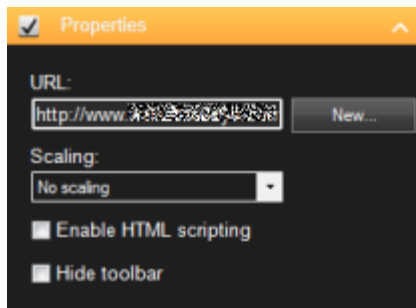 Properties
URL:
http://www.
New...
Scaling:
No scaling
Enable HTML scripting
Hide toolbar